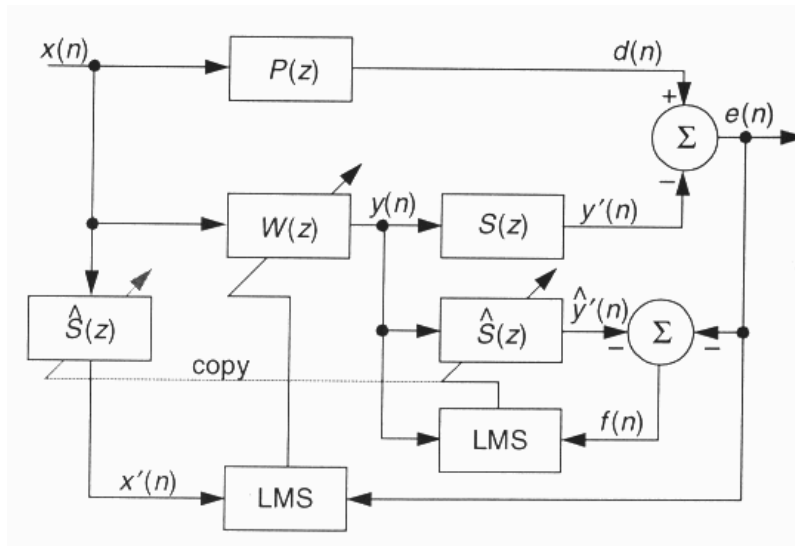 x(n)
P(z)
d(n)
+
Σ
e(n)
−
W(z)
y(n)
S(z)
y′(n)
Ŝ(z)
Ŝ(z)
ŷ′(n)
−
Σ
−
copy
LMS
f(n)
x′(n)
LMS